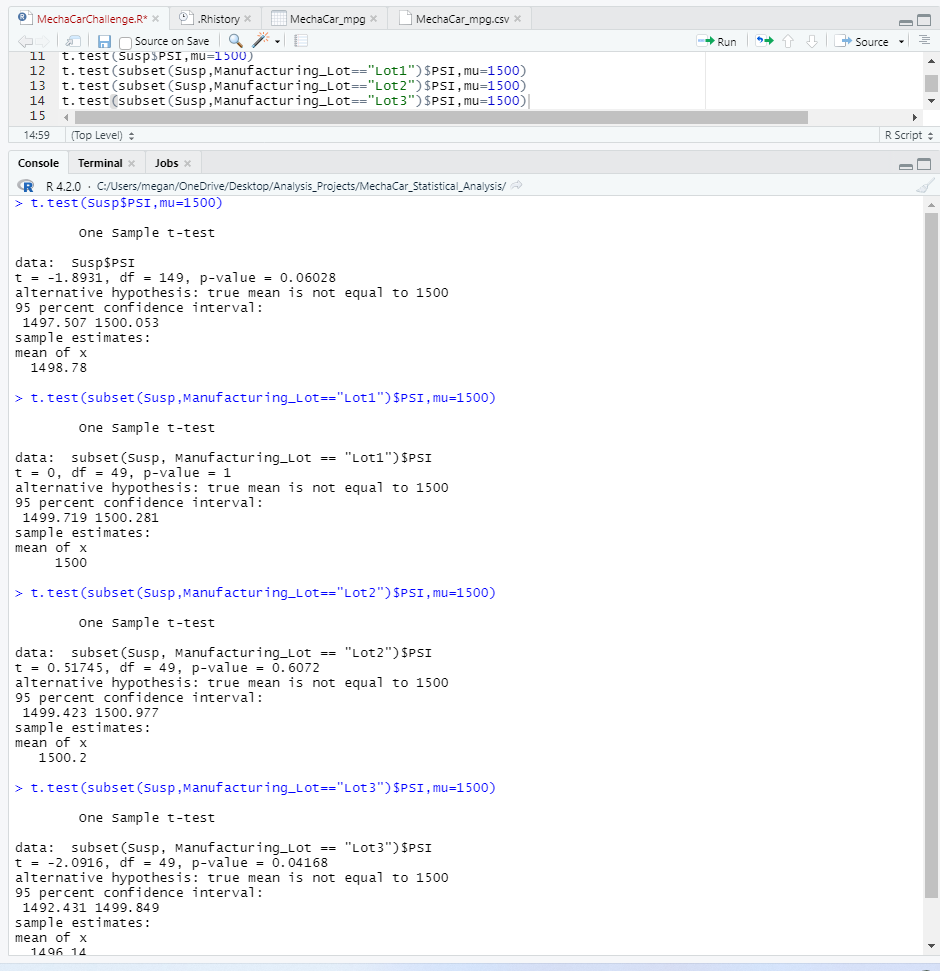 MechaCarChallenge.R* × .Rhistory × MechaCar_mpg × MechaCar_mpg.csv ×
Source on Save Run Source
11 t.test(Susp$PSI,mu=1500)
12 t.test(subset(Susp,Manufacturing_Lot=="Lot1")$PSI,mu=1500)
13 t.test(subset(Susp,Manufacturing_Lot=="Lot2")$PSI,mu=1500)
14 t.test(subset(Susp,Manufacturing_Lot=="Lot3")$PSI,mu=1500)
15
14:59 (Top Level) R Script
Console Terminal × Jobs ×
R R 4.2.0 · C:/Users/megan/OneDrive/Desktop/Analysis_Projects/MechaCar_Statistical_Analysis/
> t.test(Susp$PSI,mu=1500)
One Sample t-test
data:  Susp$PSI
t = -1.8931, df = 149, p-value = 0.06028
alternative hypothesis: true mean is not equal to 1500
95 percent confidence interval:
1497.507 1500.053
sample estimates:
mean of x
1498.78
> t.test(subset(Susp,Manufacturing_Lot=="Lot1")$PSI,mu=1500)
One Sample t-test
data:  subset(Susp, Manufacturing_Lot == "Lot1")$PSI
t = 0, df = 49, p-value = 1
alternative hypothesis: true mean is not equal to 1500
95 percent confidence interval:
1499.719 1500.281
sample estimates:
mean of x
1500
> t.test(subset(Susp,Manufacturing_Lot=="Lot2")$PSI,mu=1500)
One Sample t-test
data:  subset(Susp, Manufacturing_Lot == "Lot2")$PSI
t = 0.51745, df = 49, p-value = 0.6072
alternative hypothesis: true mean is not equal to 1500
95 percent confidence interval:
1499.423 1500.977
sample estimates:
mean of x
1500.2
> t.test(subset(Susp,Manufacturing_Lot=="Lot3")$PSI,mu=1500)
One Sample t-test
data:  subset(Susp, Manufacturing_Lot == "Lot3")$PSI
t = -2.0916, df = 49, p-value = 0.04168
alternative hypothesis: true mean is not equal to 1500
95 percent confidence interval:
1492.431 1499.849
sample estimates:
mean of x
1496.14